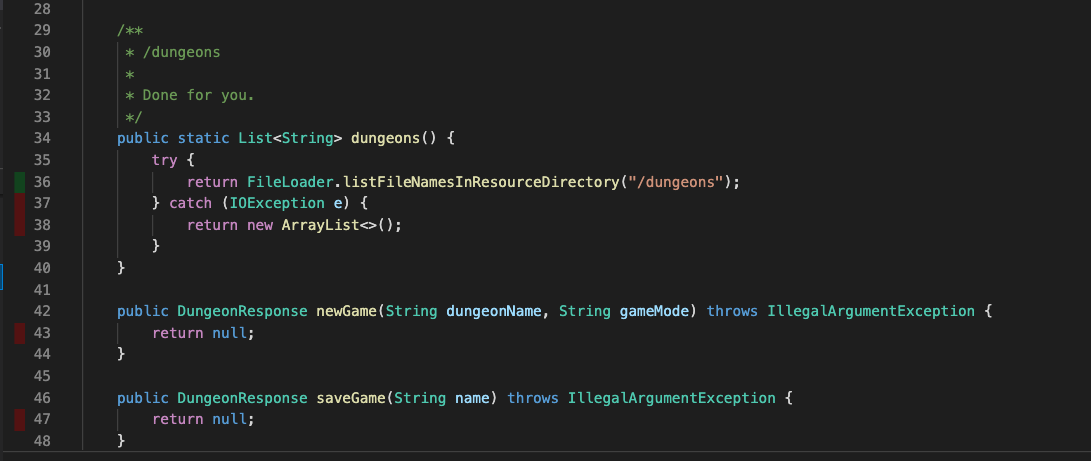 28
29 /**
30 * /dungeons
31 *
32 * Done for you.
33 */
34 public static List<String> dungeons() {
35 try {
36 return FileLoader.listFileNamesInResourceDirectory("/dungeons");
37 } catch (IOException e) {
38 return new ArrayList<>();
39 }
40 }
41
42 public DungeonResponse newGame(String dungeonName, String gameMode) throws IllegalArgumentException {
43 return null;
44 }
45
46 public DungeonResponse saveGame(String name) throws IllegalArgumentException {
47 return null;
48 }